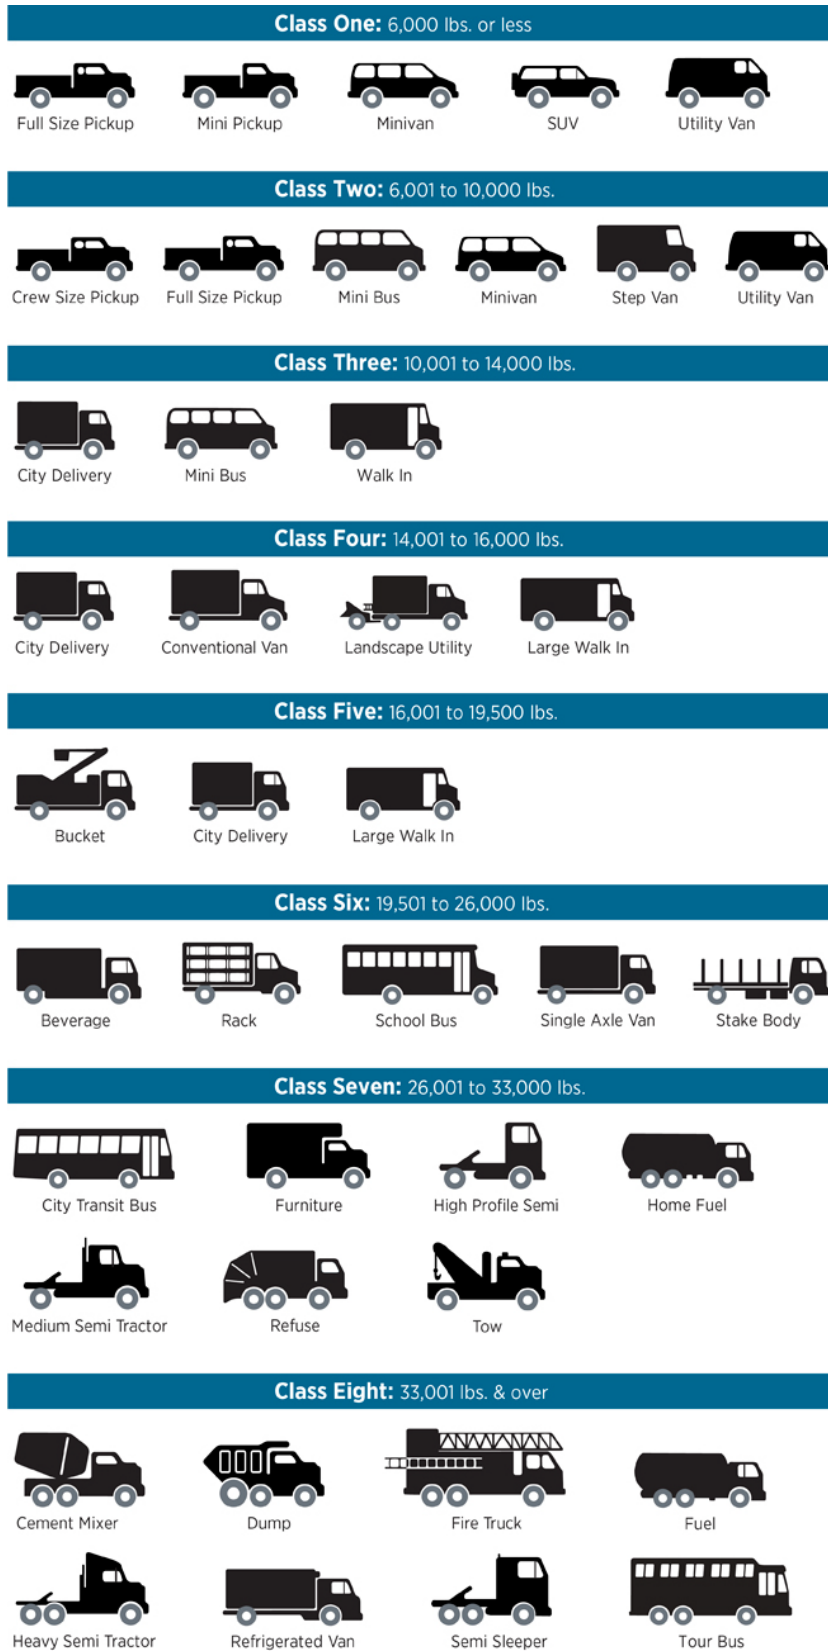 Class One: 6,000 lbs. or less
Full Size Pickup Mini Pickup Minivan SUV Utility Van
Class Two: 6,001 to 10,000 lbs.
Crew Size Pickup Full Size Pickup Mini Bus Minivan Step Van Utility Van
Class Three: 10,001 to 14,000 lbs.
City Delivery Mini Bus Walk In
Class Four: 14,001 to 16,000 lbs.
City Delivery Conventional Van Landscape Utility Large Walk In
Class Five: 16,001 to 19,500 lbs.
Bucket City Delivery Large Walk In
Class Six: 19,501 to 26,000 lbs.
Beverage Rack School Bus Single Axle Van Stake Body
Class Seven: 26,001 to 33,000 lbs.
City Transit Bus Furniture High Profile Semi Home Fuel
Medium Semi Tractor Refuse Tow
Class Eight: 33,001 lbs. & over
Cement Mixer Dump Fire Truck Fuel
Heavy Semi Tractor Refrigerated Van Semi Sleeper Tour Bus